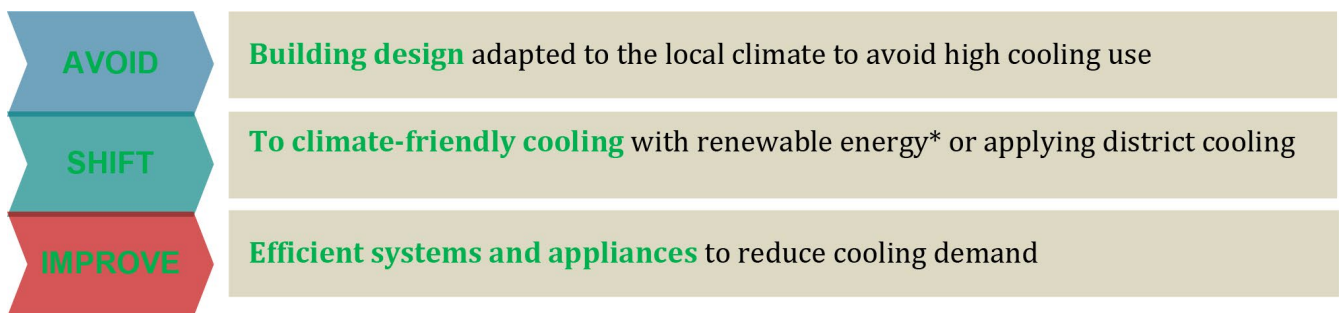 AVOID
Building design adapted to the local climate to avoid high cooling use
SHIFT
To climate-friendly cooling with renewable energy* or applying district cooling
IMPROVE
Efficient systems and appliances to reduce cooling demand